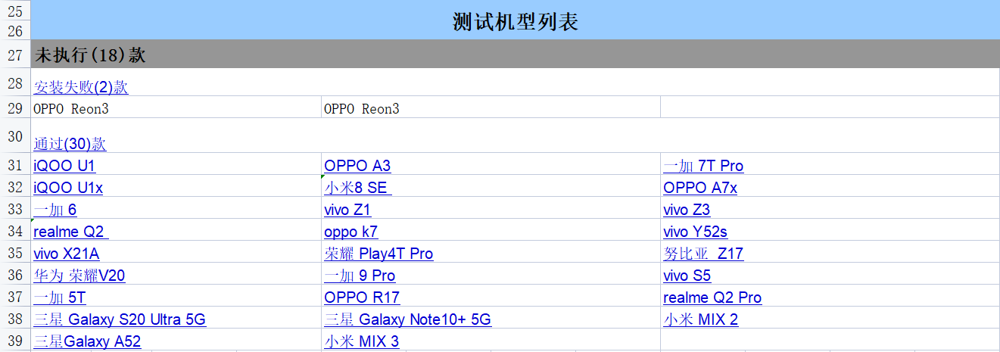 25
26
测试机型列表
27 未执行(18)款
28 安装失败(2)款
29 OPPO Reon3 OPPO Reon3
30 通过(30)款
31 iQOO U1 OPPO A3 一加 7T Pro
32 iQOO U1x 小米8 SE OPPO A7x
33 一加 6 vivo Z1 vivo Z3
34 realme Q2 oppo k7 vivo Y52s
35 vivo X21A 荣耀 Play4T Pro 努比亚 Z17
36 华为 荣耀V20 一加 9 Pro vivo S5
37 一加 5T OPPO R17 realme Q2 Pro
38 三星 Galaxy S20 Ultra 5G 三星 Galaxy Note10+ 5G 小米 MIX 2
39 三星Galaxy A52 小米 MIX 3